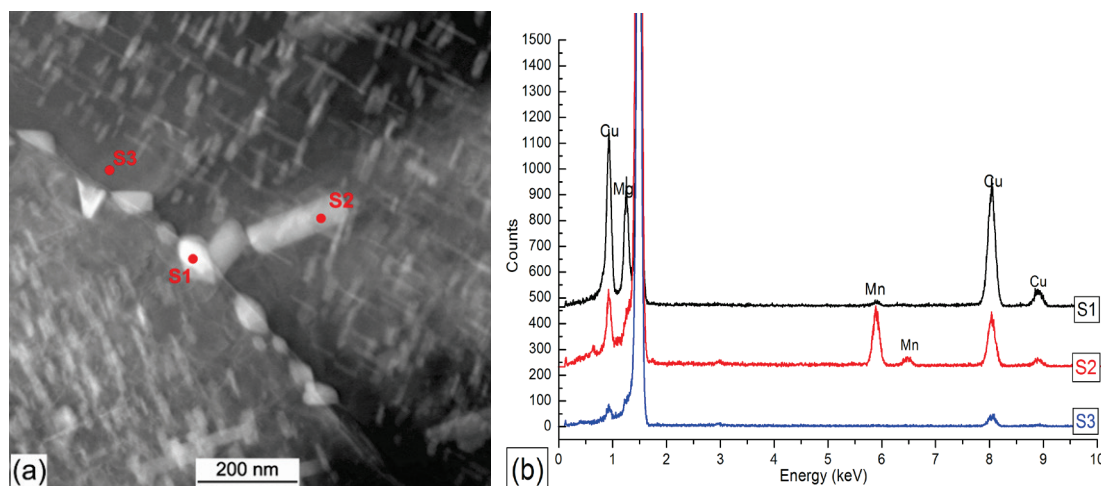 S3
S2
S1
(a)
200 nm
1500
1400
1300
1200
1100
1000
900
800
700
600
500
400
300
200
100
0
Counts
Cu
Mg
Cu
Mn
Cu
Mn
S1
S2
S3
0 1 2 3 4 5 6 7 8 9 10
Energy (keV)
(b)